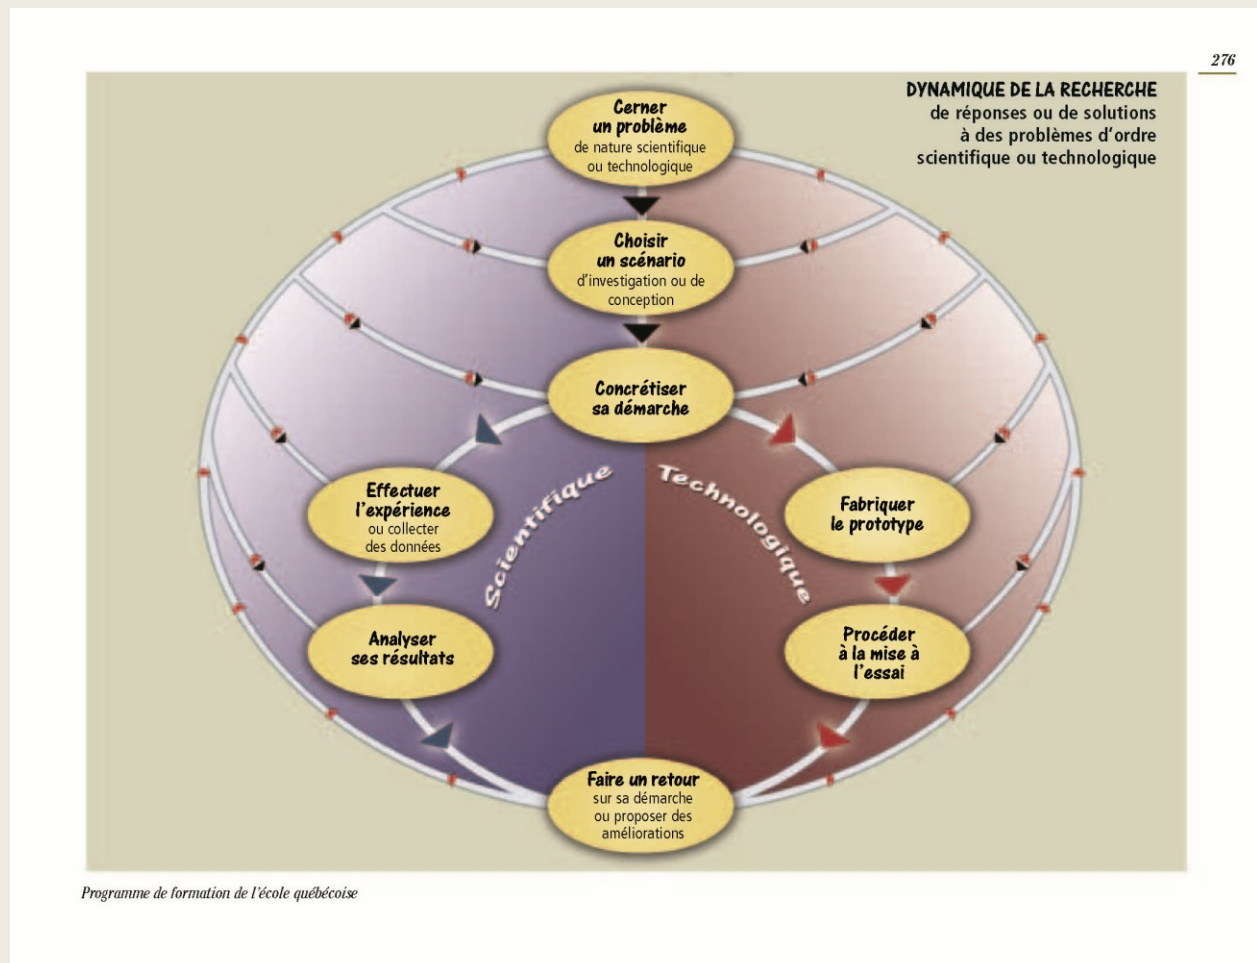 276
DYNAMIQUE DE LA RECHERCHE
de réponses ou de solutions
à des problèmes d'ordre
scientifique ou technologique
Cerner
un problème
de nature scientifique
ou technologique
Choisir
un scénario
d'investigation ou de
conception
Concrétiser
sa démarche
Scientifique
Technologique
Effectuer
l'expérience
ou collecter
des données
Fabriquer
le prototype
Analyser
ses résultats
Procéder
à la mise à
l'essai
Faire un retour
sur sa démarche
ou proposer des
améliorations
Programme de formation de l'école québécoise